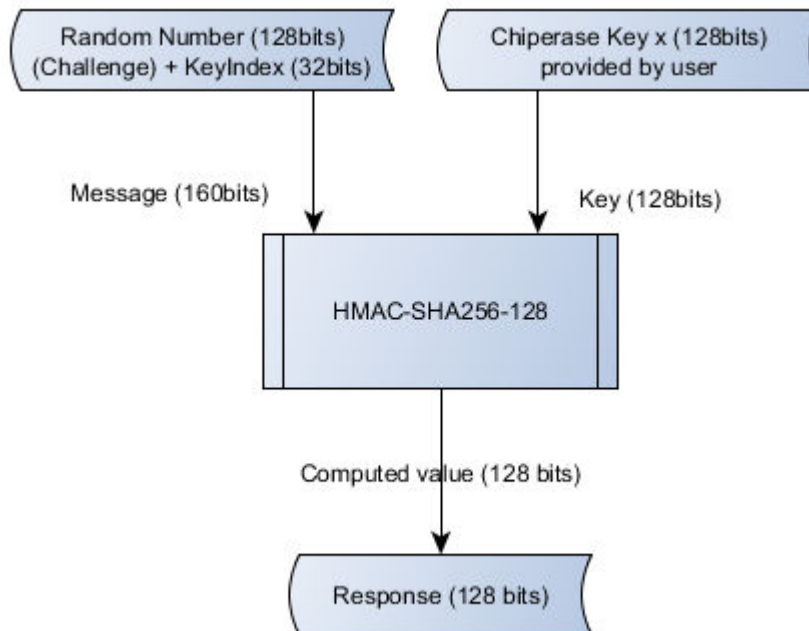 Random Number (128bits)
(Challenge) + KeyIndex (32bits)
Chiperase Key x (128bits)
provided by user
Message (160bits)
Key (128bits)
HMAC-SHA256-128
Computed value (128 bits)
Response (128 bits)